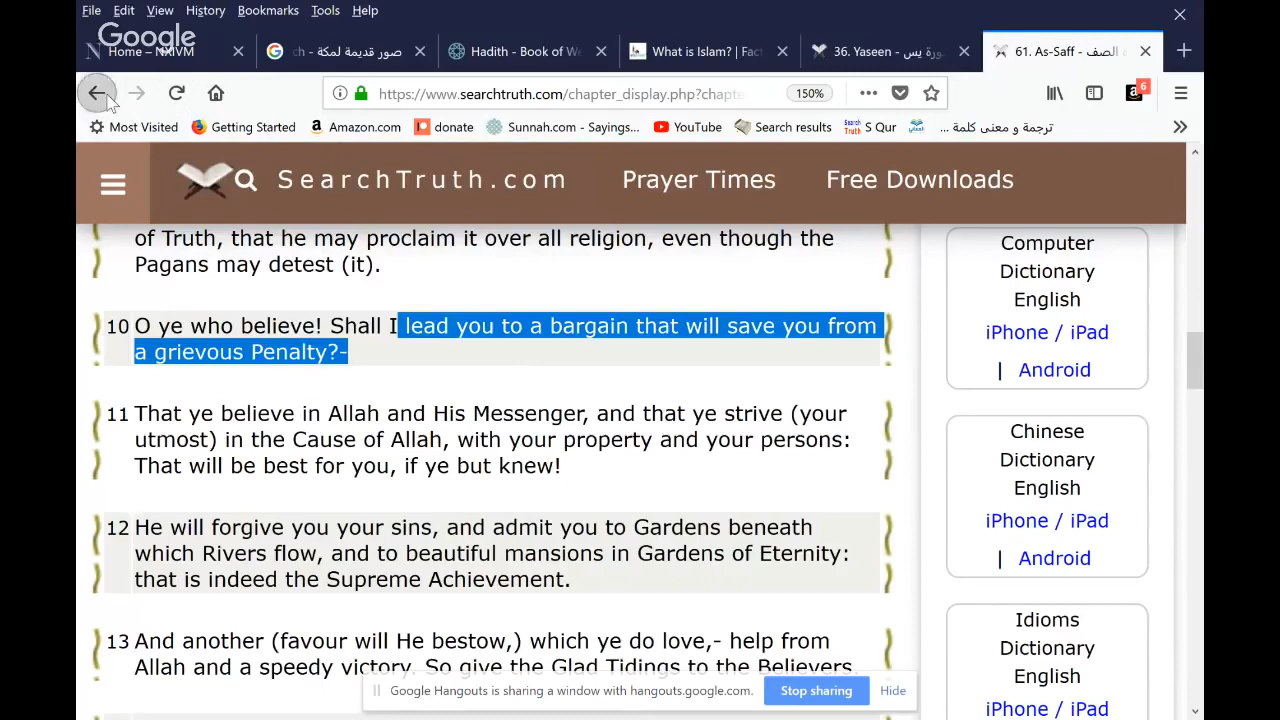 File Edit View History Bookmarks Tools Help
Google
Home – NXIVM
صور قديمة لمكة - ch
Hadith - Book of We
What is Islam? | Fact
36. Yaseen - سورة يس
61. As-Saff - الصف
https://www.searchtruth.com/chapter_display.php?chapte
150%
6
Most Visited Getting Started Amazon.com donate Sunnah.com - Sayings... YouTube Search results S Qur ترجمة و معنى كلمة ...
SearchTruth.com Prayer Times Free Downloads
of Truth, that he may proclaim it over all religion, even though the
Pagans may detest (it).
10 O ye who believe! Shall I lead you to a bargain that will save you from
a grievous Penalty?-
11 That ye believe in Allah and His Messenger, and that ye strive (your
utmost) in the Cause of Allah, with your property and your persons:
That will be best for you, if ye but knew!
12 He will forgive you your sins, and admit you to Gardens beneath
which Rivers flow, and to beautiful mansions in Gardens of Eternity:
that is indeed the Supreme Achievement.
13 And another (favour will He bestow,) which ye do love,- help from
Allah and a speedy victory. So give the Glad Tidings to the Believers.
Computer
Dictionary
English
iPhone / iPad
| Android
Chinese
Dictionary
English
iPhone / iPad
| Android
Idioms
Dictionary
English
iPhone / iPad
Google Hangouts is sharing a window with hangouts.google.com. Stop sharing Hide